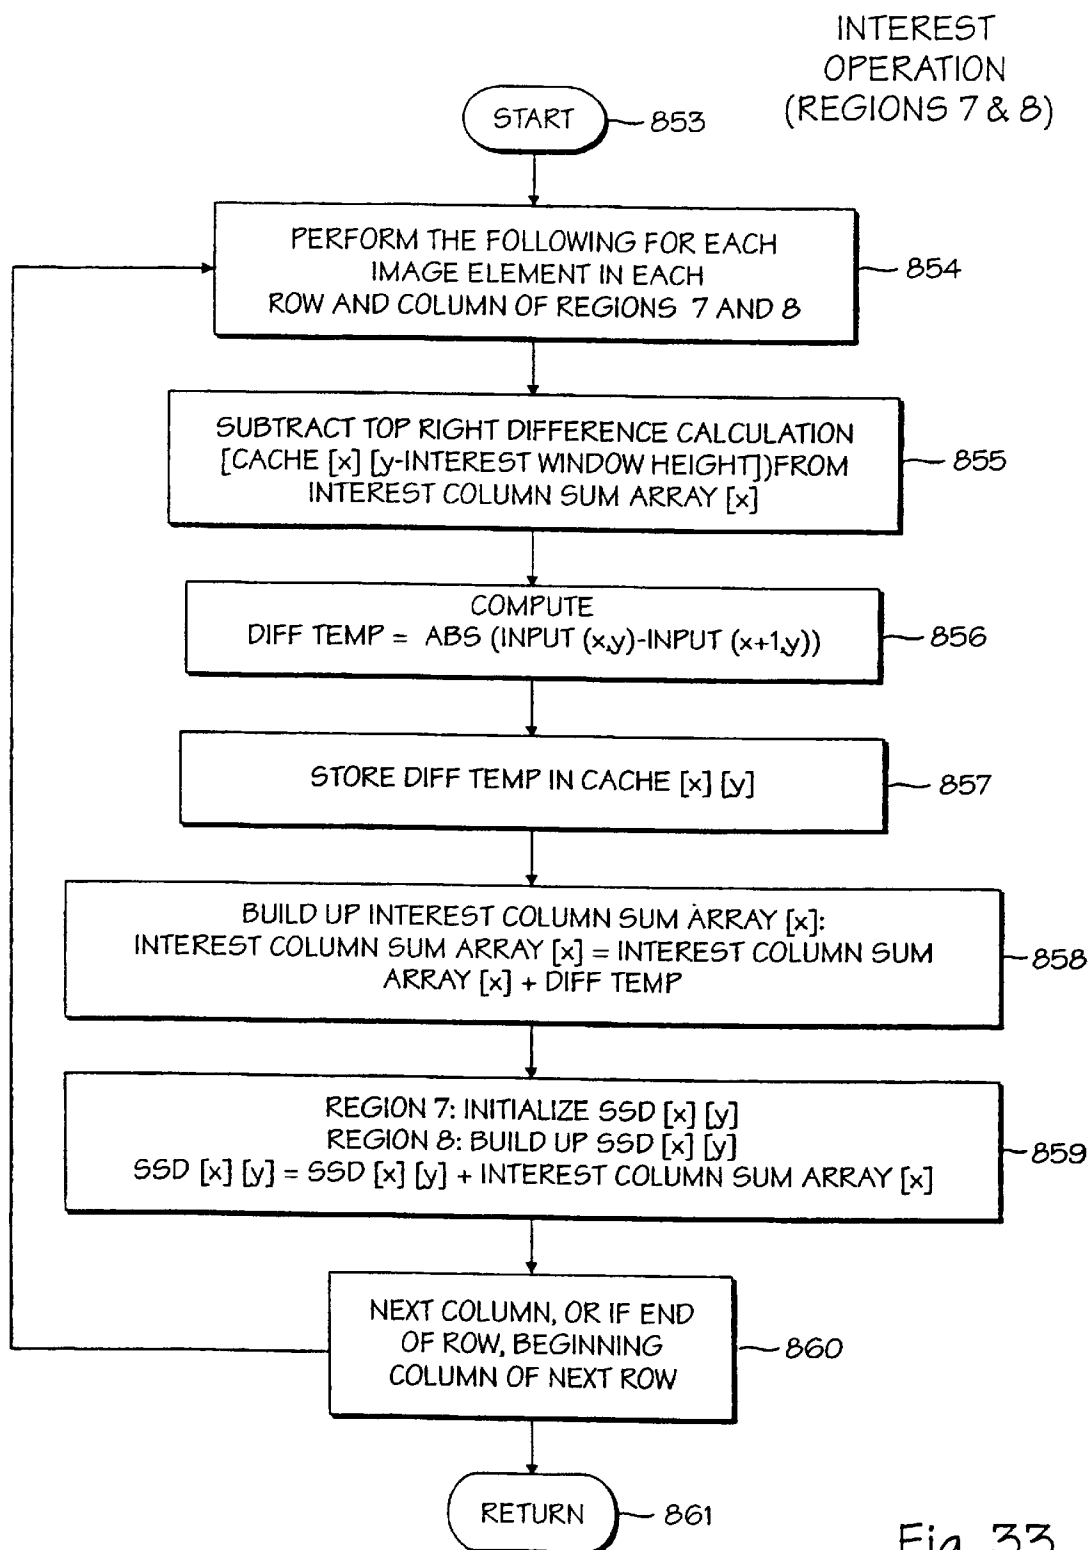 INTEREST
OPERATION
(REGIONS 7 & 8)
START
853
PERFORM THE FOLLOWING FOR EACH
IMAGE ELEMENT IN EACH
ROW AND COLUMN OF REGIONS 7 AND 8
854
SUBTRACT TOP RIGHT DIFFERENCE CALCULATION
[CACHE [x] [y-INTEREST WINDOW HEIGHT])FROM
INTEREST COLUMN SUM ARRAY [x]
855
COMPUTE
DIFF TEMP = ABS (INPUT (x,y)-INPUT (x+1,y))
856
STORE DIFF TEMP IN CACHE [x] [y]
857
BUILD UP INTEREST COLUMN SUM ARRAY [x]:
INTEREST COLUMN SUM ARRAY [x] = INTEREST COLUMN SUM
ARRAY [x] + DIFF TEMP
858
REGION 7: INITIALIZE SSD [x] [y]
REGION 8: BUILD UP SSD [x] [y]
SSD [x] [y] = SSD [x] [y] + INTEREST COLUMN SUM ARRAY [x]
859
NEXT COLUMN, OR IF END
OF ROW, BEGINNING
COLUMN OF NEXT ROW
860
RETURN
861
Fig. 33